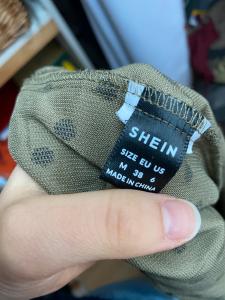 SHEIN
SIZE EU US
M 38 6
MADE IN CHINA